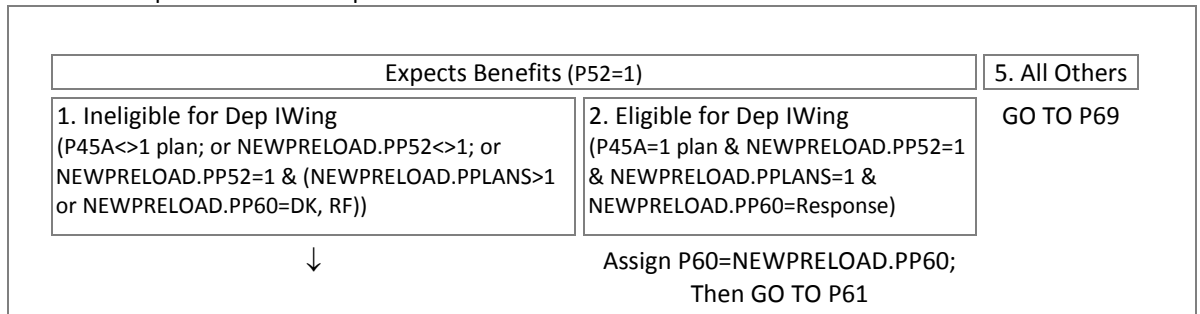 Expects Benefits (P52=1)
5. All Others
1. Ineligible for Dep IWing
(P45A<>1 plan; or NEWPRELOAD.PP52<>1; or
NEWPRELOAD.PP52=1 & (NEWPRELOAD.PPLANS>1
or NEWPRELOAD.PP60=DK, RF))
2. Eligible for Dep IWing
(P45A=1 plan & NEWPRELOAD.PP52=1
& NEWPRELOAD.PPLANS=1 &
NEWPRELOAD.PP60=Response)
GO TO P69
↓
Assign P60=NEWPRELOAD.PP60;
Then GO TO P61